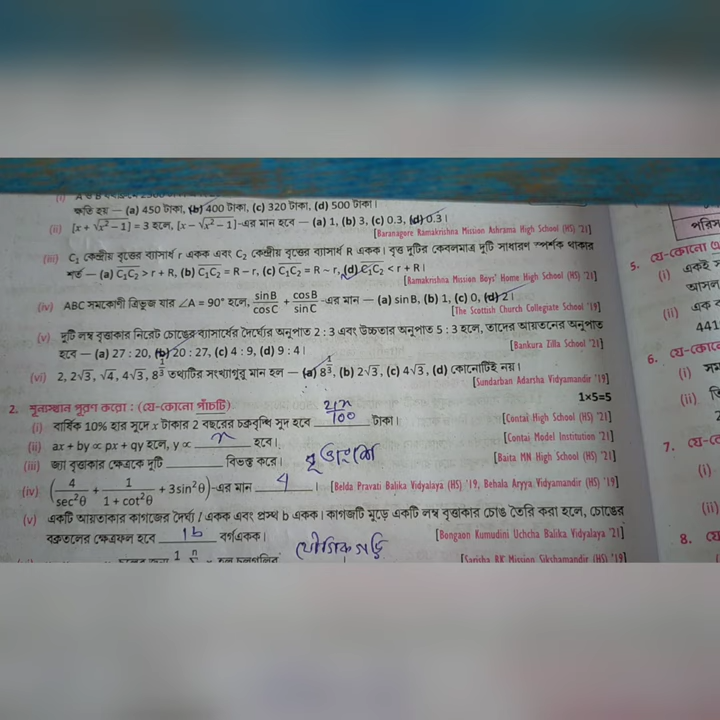 ক্ষতি হয় — (a) 450 টাকা, (b) 400 টাকা, (c) 320 টাকা, (d) 500 টাকা।
(ii) [x + √(x² − 1)] = 3 হলে, [x − √(x² − 1)]-এর মান হবে — (a) 1, (b) 3, (c) 0.3, (d) 0.3̇।
[Baranagore Ramakrishna Mission Ashrama High School (HS) '21]
(iii) C₁ কেন্দ্রীয় বৃত্তের ব্যাসার্ধ r একক এবং C₂ কেন্দ্রীয় বৃত্তের ব্যাসার্ধ R একক। বৃত্ত দুটির কেবলমাত্র দুটি সাধারণ স্পর্শক থাকার
শর্ত — (a) C₁C₂ > r + R, (b) C₁C₂ = R − r, (c) C₁C₂ = R ~ r, (d) C₁C₂ < r + R।
[Ramakrishna Mission Boys' Home High School (HS) '21]
(iv) ABC সমকোণী ত্রিভুজ যার ∠A = 90° হলে, sinB/cosC + cosB/sinC -এর মান — (a) sin B, (b) 1, (c) 0, (d) 2।
[The Scottish Church Collegiate School '19]
(v) দুটি লম্ব বৃত্তাকার নিরেট চোঙের ব্যাসার্ধের দৈর্ঘ্যের অনুপাত 2 : 3 এবং উচ্চতার অনুপাত 5 : 3 হলে, তাদের আয়তনের অনুপাত
হবে — (a) 27 : 20, (b) 20 : 27, (c) 4 : 9, (d) 9 : 4।
[Bankura Zilla School '21]
(vi) 2, 2√3, √4, 4√3, 8^(1/3) তথ্যটির সংখ্যাগুরু মান হল — (a) 8^(1/3), (b) 2√3, (c) 4√3, (d) কোনোটিই নয়।
[Sundarban Adarsha Vidyamandir '19]
2. শূন্যস্থান পূরণ করো : (যে-কোনো পাঁচটি) 1×5=5
(i) বার্ষিক 10% হার সুদে x টাকার 2 বছরের চক্রবৃদ্ধি সুদ হবে 21x/100 টাকা। [Contai High School (HS) '21]
(ii) ax + by ∝ px + qy হলে, y ∝ x হবে। [Contai Model Institution '21]
(iii) জ্যা বৃত্তাকার ক্ষেত্রকে দুটি ______ বিভক্ত করে। বৃত্তাংশে [Baita MN High School (HS) '21]
(iv) (4/sec²θ + 1/(1 + cot²θ) + 3sin²θ)-এর মান 4। [Belda Pravati Balika Vidyalaya (HS) '19, Behala Aryya Vidyamandir (HS) '19]
(v) একটি আয়তাকার কাগজের দৈর্ঘ্য l একক এবং প্রস্থ b একক। কাগজটি মুড়ে একটি লম্ব বৃত্তাকার চোঙ তৈরি করা হলে, চোঙের
বক্রতলের ক্ষেত্রফল হবে lb বর্গএকক। [Bongaon Kumudini Uchcha Balika Vidyalaya '21]
যৌগিক গড়
[Sarisha RK Mission Sikshamandir (HS) '19]
পরিস
5. যে-কোনো
(i) একই
আসল
(ii) এক
441
6. যে-কোনে
(i) সম
(ii)
7. যে-কে
(i)
(ii)
8.